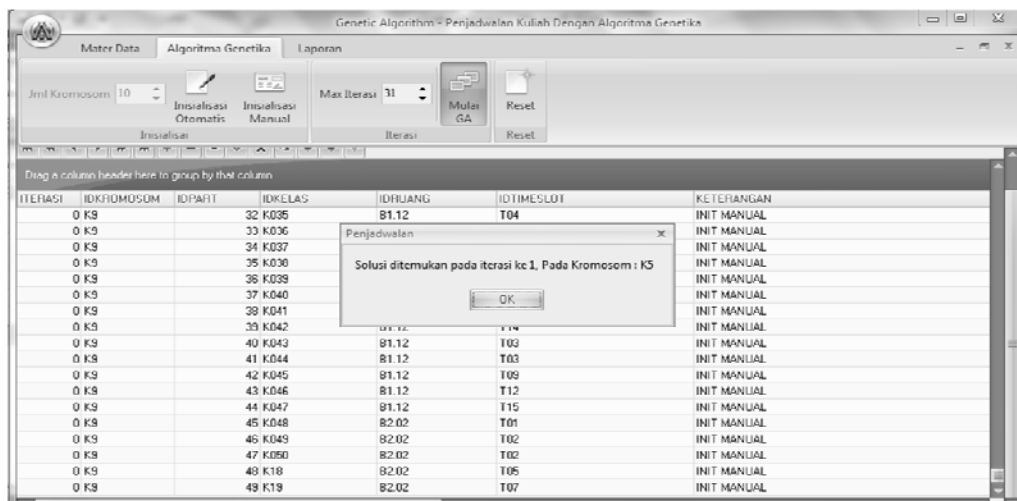 Genetic Algorithm - Penjadwalan Kuliah Dengan Algoritma Genetika
Mater Data Algoritma Genetika Laporan
Jml Kromosom 10
Inisialisasi Otomatis
Inisialisasi Manual
Max Iterasi 31
Mulai GA
Reset
Inisialisai Iterasi Reset
Drag a column header here to group by that column
ITERASI IDKROMOSOM IDPART IDKELAS IDRUANG IDTIMESLOT KETERANGAN
0 K9 32 K035 B1.12 T04 INIT MANUAL
0 K9 33 K036 INIT MANUAL
0 K9 34 K037 INIT MANUAL
0 K9 35 K038 INIT MANUAL
0 K9 36 K039 INIT MANUAL
0 K9 37 K040 INIT MANUAL
0 K9 38 K041 INIT MANUAL
0 K9 39 K042 B1.12 T14 INIT MANUAL
0 K9 40 K043 B1.12 T03 INIT MANUAL
0 K9 41 K044 B1.12 T03 INIT MANUAL
0 K9 42 K045 B1.12 T09 INIT MANUAL
0 K9 43 K046 B1.12 T12 INIT MANUAL
0 K9 44 K047 B1.12 T15 INIT MANUAL
0 K9 45 K048 B2.02 T01 INIT MANUAL
0 K9 46 K049 B2.02 T02 INIT MANUAL
0 K9 47 K050 B2.02 T02 INIT MANUAL
0 K9 48 K18 B2.02 T05 INIT MANUAL
0 K9 49 K19 B2.02 T07 INIT MANUAL
Penjadwalan
Solusi ditemukan pada iterasi ke 1, Pada Kromosom : K5
OK